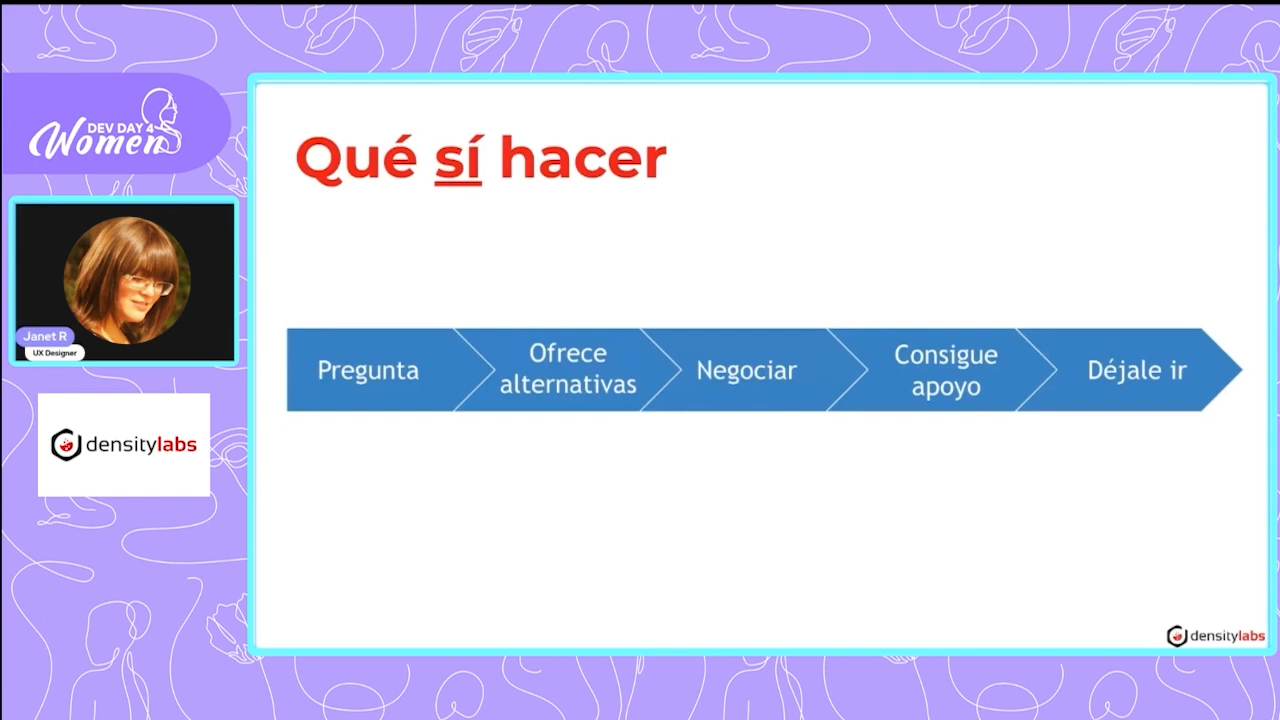 DEV DAY 4
Women
Janet R
UX Designer
densitylabs
Qué sí hacer
Pregunta
Ofrece
alternativas
Negociar
Consigue
apoyo
Déjale ir
densitylabs